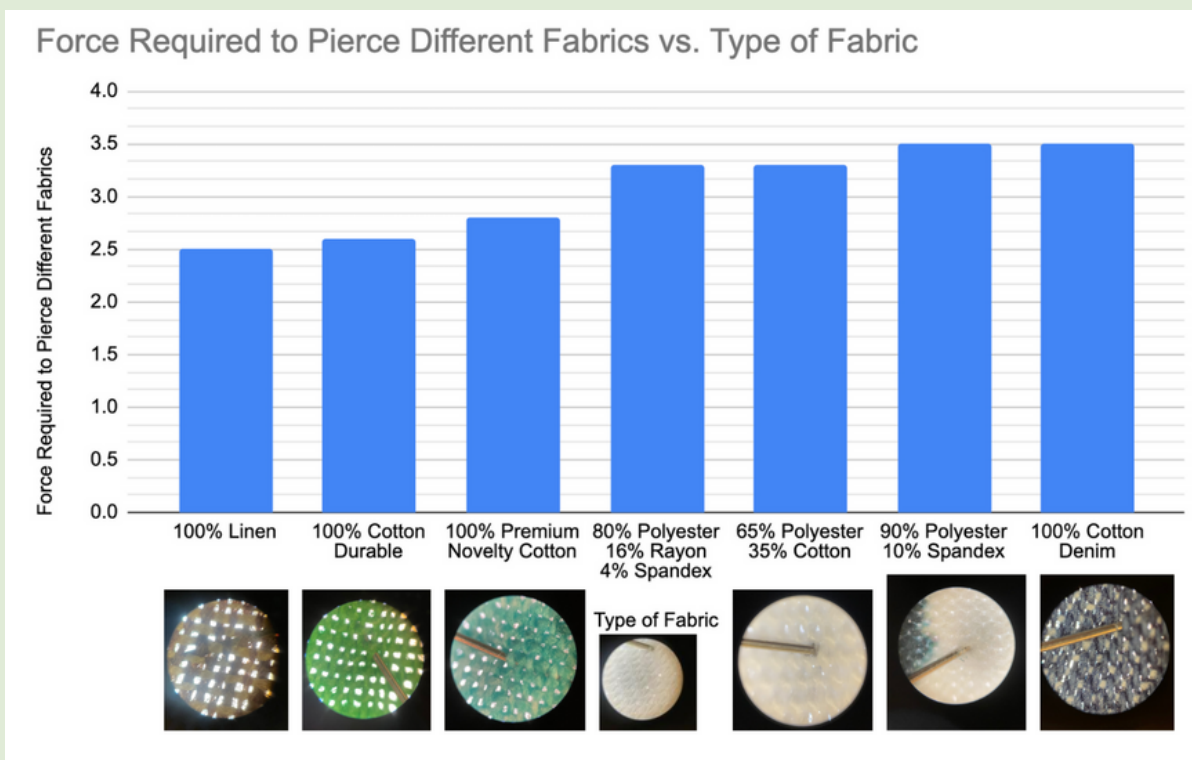 Force Required to Pierce Different Fabrics vs. Type of Fabric
Force Required to Pierce Different Fabrics
4.0
3.5
3.0
2.5
2.0
1.5
1.0
0.5
0.0
100% Linen
100% Cotton
Durable
100% Premium
Novelty Cotton
80% Polyester
16% Rayon
4% Spandex
65% Polyester
35% Cotton
90% Polyester
10% Spandex
100% Cotton
Denim
Type of Fabric